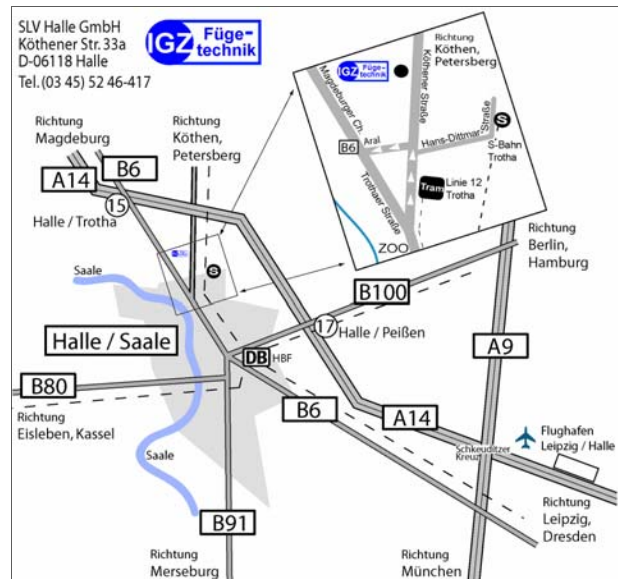 SLV Halle GmbH
Köthener Str. 33a
D-06118 Halle
Tel.(03 45) 52 46-417
IGZ Füge-
technik
Richtung
Magdeburg
Richtung
Köthen,
Petersberg
B6
A14
15
Halle / Trotha
Saale
S
Halle / Saale
DB HBF
17
Halle / Peißen
B100
B80
Richtung
Eisleben, Kassel
Saale
B91
Richtung
Merseburg
B6
A14
A9
Schkeuditzer
Kreuz
Flughafen
Leipzig / Halle
Richtung
Leipzig,
Dresden
Richtung
München
Richtung
Berlin,
Hamburg
Richtung
Köthen,
Petersberg
IGZ Füge-
technik
Magdeburger Ch.
Köthener Straße
Hans-Dittmar-Straße
S
S-Bahn
Trotha
B6
Aral
Tram
Linie 12
Trotha
Trothaer Straße
ZOO